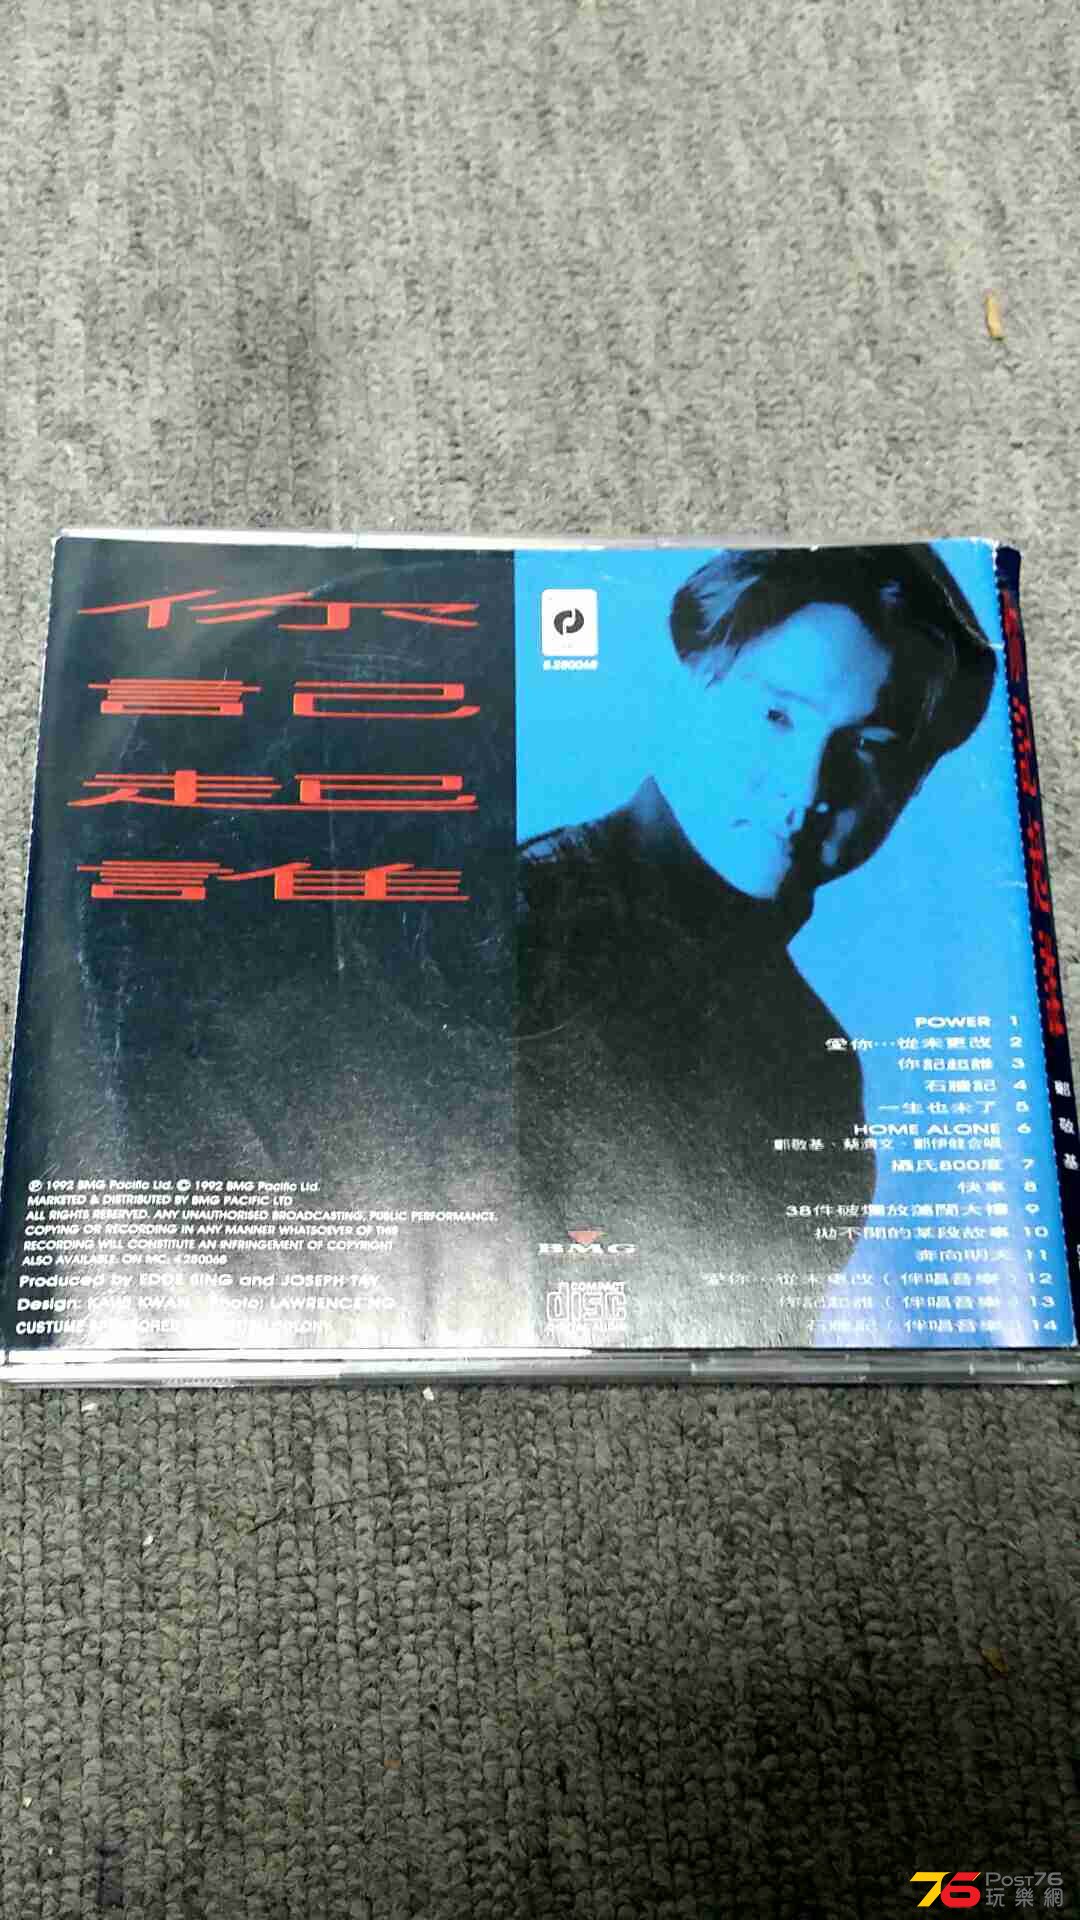 你
記
起
誰
8.280068
POWER 1
愛你…從未更改 2
你記起誰 3
石牆記 4
一生也未了 5
HOME ALONE 6
鄭敬基、蔡濟文、鄭伊健合唱
攝氏800度 7
快車 8
38件破爛放滿閣大樓 9
拋不開的某段故事 10
奔向明天 11
愛你…從未更改(伴唱音樂)12
你記起誰(伴唱音樂)13
石牆記(伴唱音樂)14
Ⓟ 1992 BMG Pacific Ltd. © 1992 BMG Pacific Ltd.
MARKETED & DISTRIBUTED BY BMG PACIFIC LTD
ALL RIGHTS RESERVED. ANY UNAUTHORISED BROADCASTING, PUBLIC PERFORMANCE,
COPYING OR RECORDING IN ANY MANNER WHATSOEVER OF THIS
RECORDING WILL CONSTITUTE AN INFRINGEMENT OF COPYRIGHT
ALSO AVAILABLE: ON MC: 4.280068
Produced by EDDIE SING and JOSEPH TAY
Design: KAVE KWAN Photo: LAWRENCE NG
BMG
COMPACT
disc
DIGITAL AUDIO
你記起誰
鄭敬基
76 Post76
玩樂網